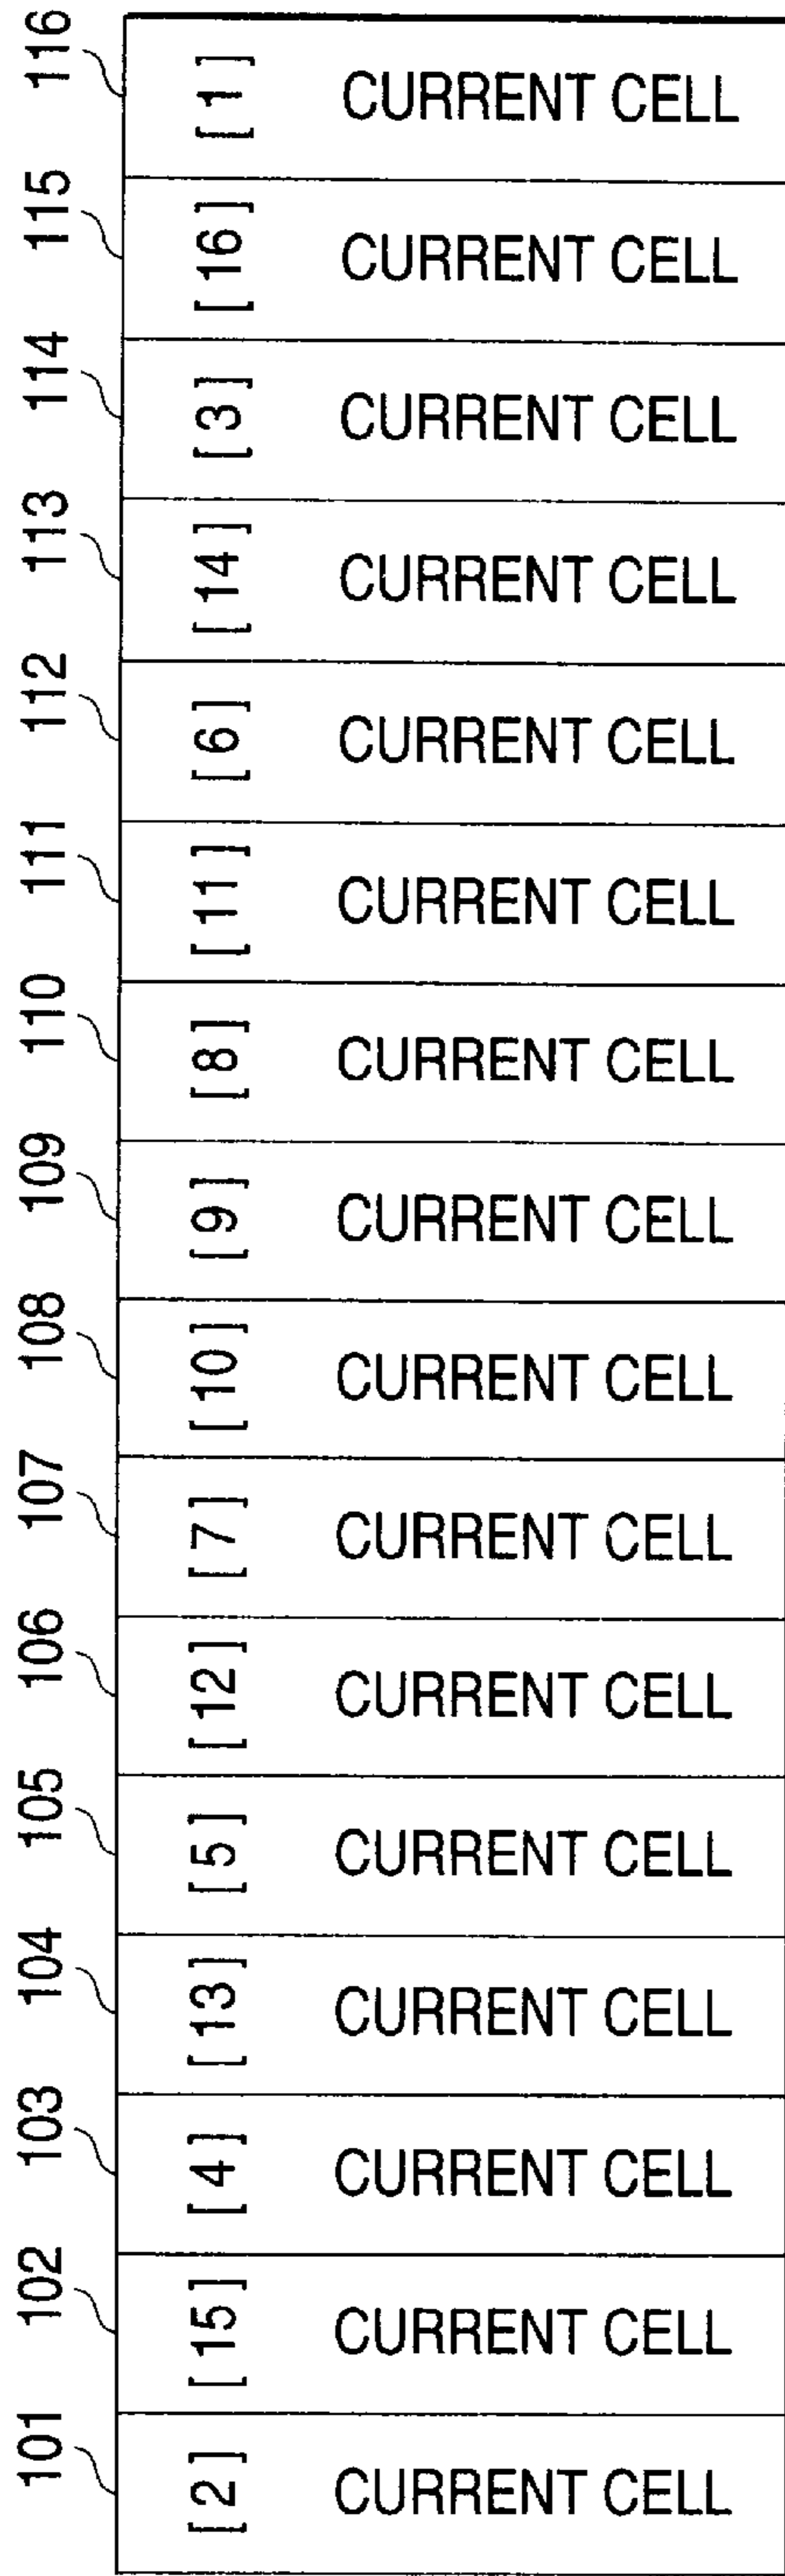 116 [1] CURRENT CELL
115 [16] CURRENT CELL
114 [3] CURRENT CELL
113 [14] CURRENT CELL
112 [6] CURRENT CELL
111 [11] CURRENT CELL
110 [8] CURRENT CELL
109 [9] CURRENT CELL
108 [10] CURRENT CELL
107 [7] CURRENT CELL
106 [12] CURRENT CELL
105 [5] CURRENT CELL
104 [13] CURRENT CELL
103 [4] CURRENT CELL
102 [15] CURRENT CELL
101 [2] CURRENT CELL